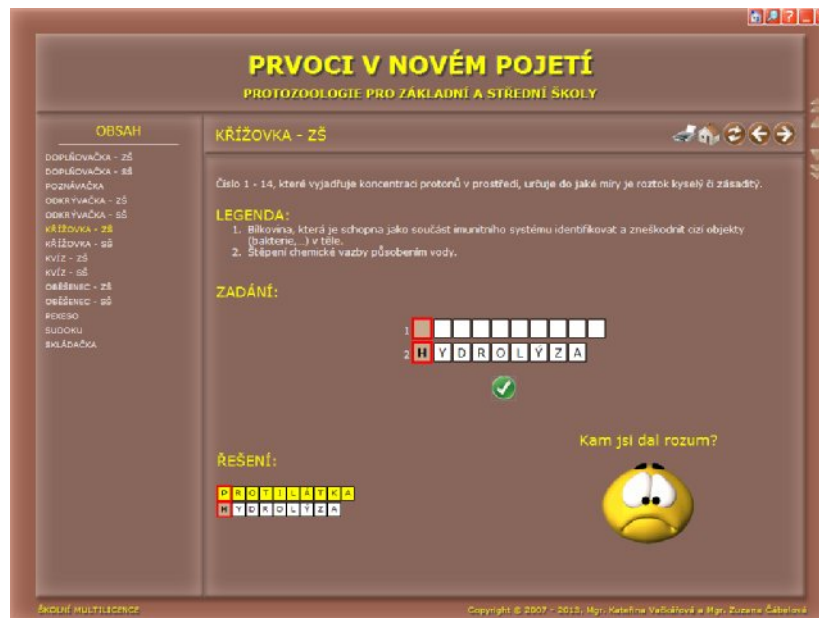 PRVOCI V NOVÉM POJETÍ
PROTOZOOLOGIE PRO ZÁKLADNÍ A STŘEDNÍ ŠKOLY
OBSAH
DOPLŇOVAČKA - ZŠ
DOPLŇOVAČKA - SŠ
POZNÁVAČKA
ODKRÝVAČKA - ZŠ
ODKRÝVAČKA - SŠ
KŘÍŽOVKA - ZŠ
KŘÍŽOVKA - SŠ
KVÍZ - ZŠ
KVÍZ - SŠ
OBĚŠENEC - ZŠ
OBĚŠENEC - SŠ
PEXESO
SUDOKU
SKLÁDAČKA
KŘÍŽOVKA - ZŠ
Číslo 1 - 14, které vyjadřuje koncentraci protonů v prostředí, určuje do jaké míry je roztok kyselý či zásaditý.
LEGENDA:
1. Bílkovina, která je schopna jako součást imunitního systému identifikovat a zneškodnit cizí objekty
(bakterie,...) v těle.
2. Štěpení chemické vazby působením vody.
ZADÁNÍ:
1
2 H Y D R O L Ý Z A
Kam jsi dal rozum?
ŘEŠENÍ:
P R O T I L Á T K A
H Y D R O L Ý Z A
ŠKOLNÍ MULTILICENCE
Copyright © 2007 - 2013, Mgr. Kateřina a Mgr. Zuzana Čábelová